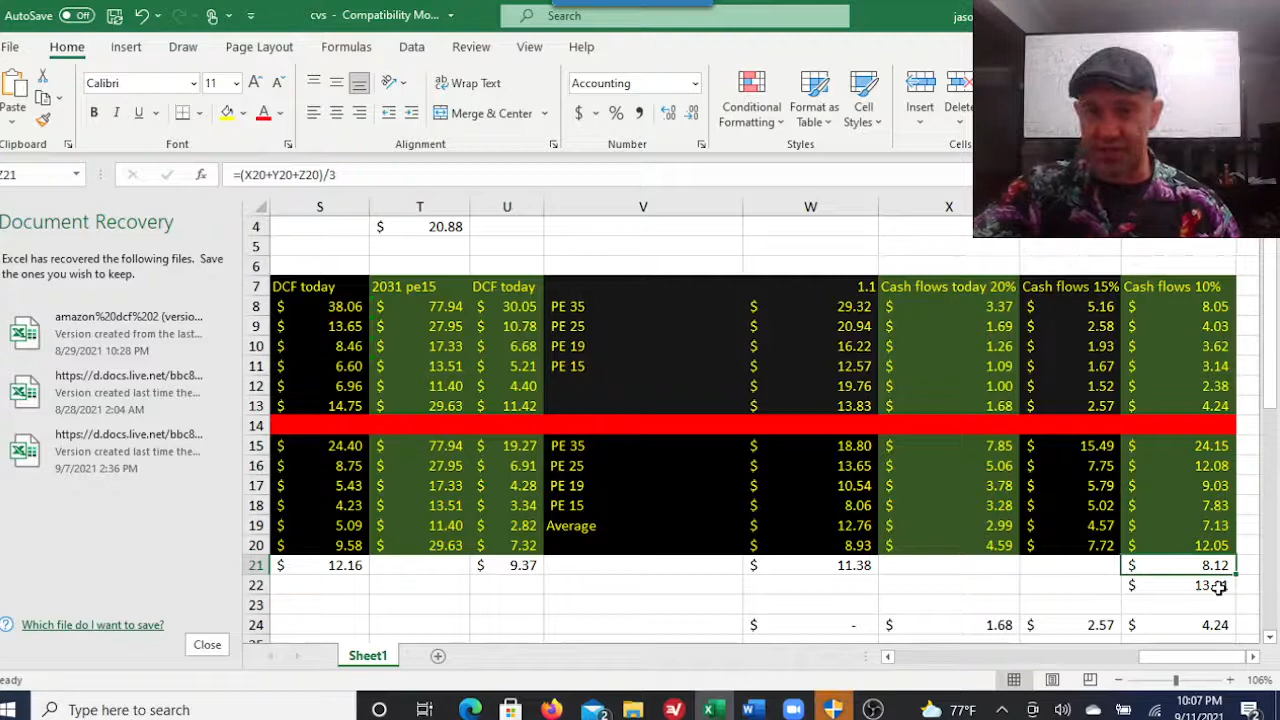 AutoSave Off cvs - Compatibility Mo... Search jaso
File Home Insert Draw Page Layout Formulas Data Review View Help
Calibri 11 Wrap Text Accounting
Paste B I U Merge & Center $ % Conditional Formatting Format as Table Cell Styles Insert Delete
Clipboard Font Alignment Number Styles Cells
Z21 =(X20+Y20+Z20)/3
Document Recovery
Excel has recovered the following files. Save the ones you wish to keep.
amazon%20dcf%202 (versio...
Version created from the last...
8/29/2021 10:28 PM
https://d.docs.live.net/bbc8...
Version created last time the...
8/28/2021 2:04 AM
https://d.docs.live.net/bbc8...
Version created last time the...
9/7/2021 2:36 PM
Which file do I want to save?
Close
S T U V W X
4 $ 20.88
5
6
7 DCF today 2031 pe15 DCF today 1.1 Cash flows today 20% Cash flows 15% Cash flows 10%
8 $ 38.06 $ 77.94 $ 30.05 PE 35 $ 29.32 $ 3.37 $ 5.16 $ 8.05
9 $ 13.65 $ 27.95 $ 10.78 PE 25 $ 20.94 $ 1.69 $ 2.58 $ 4.03
10 $ 8.46 $ 17.33 $ 6.68 PE 19 $ 16.22 $ 1.26 $ 1.93 $ 3.62
11 $ 6.60 $ 13.51 $ 5.21 PE 15 $ 12.57 $ 1.09 $ 1.67 $ 3.14
12 $ 6.96 $ 11.40 $ 4.40 $ 19.76 $ 1.00 $ 1.52 $ 2.38
13 $ 14.75 $ 29.63 $ 11.42 $ 13.83 $ 1.68 $ 2.57 $ 4.24
14
15 $ 24.40 $ 77.94 $ 19.27 PE 35 $ 18.80 $ 7.85 $ 15.49 $ 24.15
16 $ 8.75 $ 27.95 $ 6.91 PE 25 $ 13.65 $ 5.06 $ 7.75 $ 12.08
17 $ 5.43 $ 17.33 $ 4.28 PE 19 $ 10.54 $ 3.78 $ 5.79 $ 9.03
18 $ 4.23 $ 13.51 $ 3.34 PE 15 $ 8.06 $ 3.28 $ 5.02 $ 7.83
19 $ 5.09 $ 11.40 $ 2.82 Average $ 12.76 $ 2.99 $ 4.57 $ 7.13
20 $ 9.58 $ 29.63 $ 7.32 $ 8.93 $ 4.59 $ 7.72 $ 12.05
21 $ 12.16 $ 9.37 $ 11.38 $ 8.12
22 $
23
24 $ - $ 1.68 $ 2.57 $ 4.24
Sheet1
106%
Type here to search 77°F 10:07 PM
9/11/2021